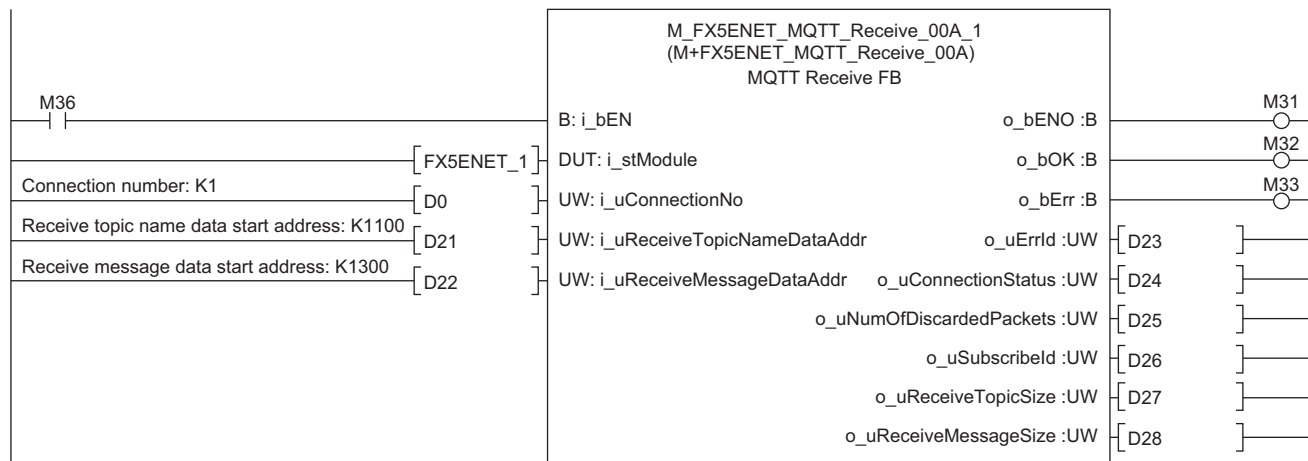 M_FX5ENET_MQTT_Receive_00A_1
(M+FX5ENET_MQTT_Receive_00A)
MQTT Receive FB
M36
B: i_bEN
o_bENO :B
M31
FX5ENET_1
DUT: i_stModule
o_bOK :B
M32
Connection number: K1
D0
UW: i_uConnectionNo
o_bErr :B
M33
Receive topic name data start address: K1100
D21
UW: i_uReceiveTopicNameDataAddr
o_uErrId :UW
D23
Receive message data start address: K1300
D22
UW: i_uReceiveMessageDataAddr
o_uConnectionStatus :UW
D24
o_uNumOfDiscardedPackets :UW
D25
o_uSubscribeId :UW
D26
o_uReceiveTopicSize :UW
D27
o_uReceiveMessageSize :UW
D28